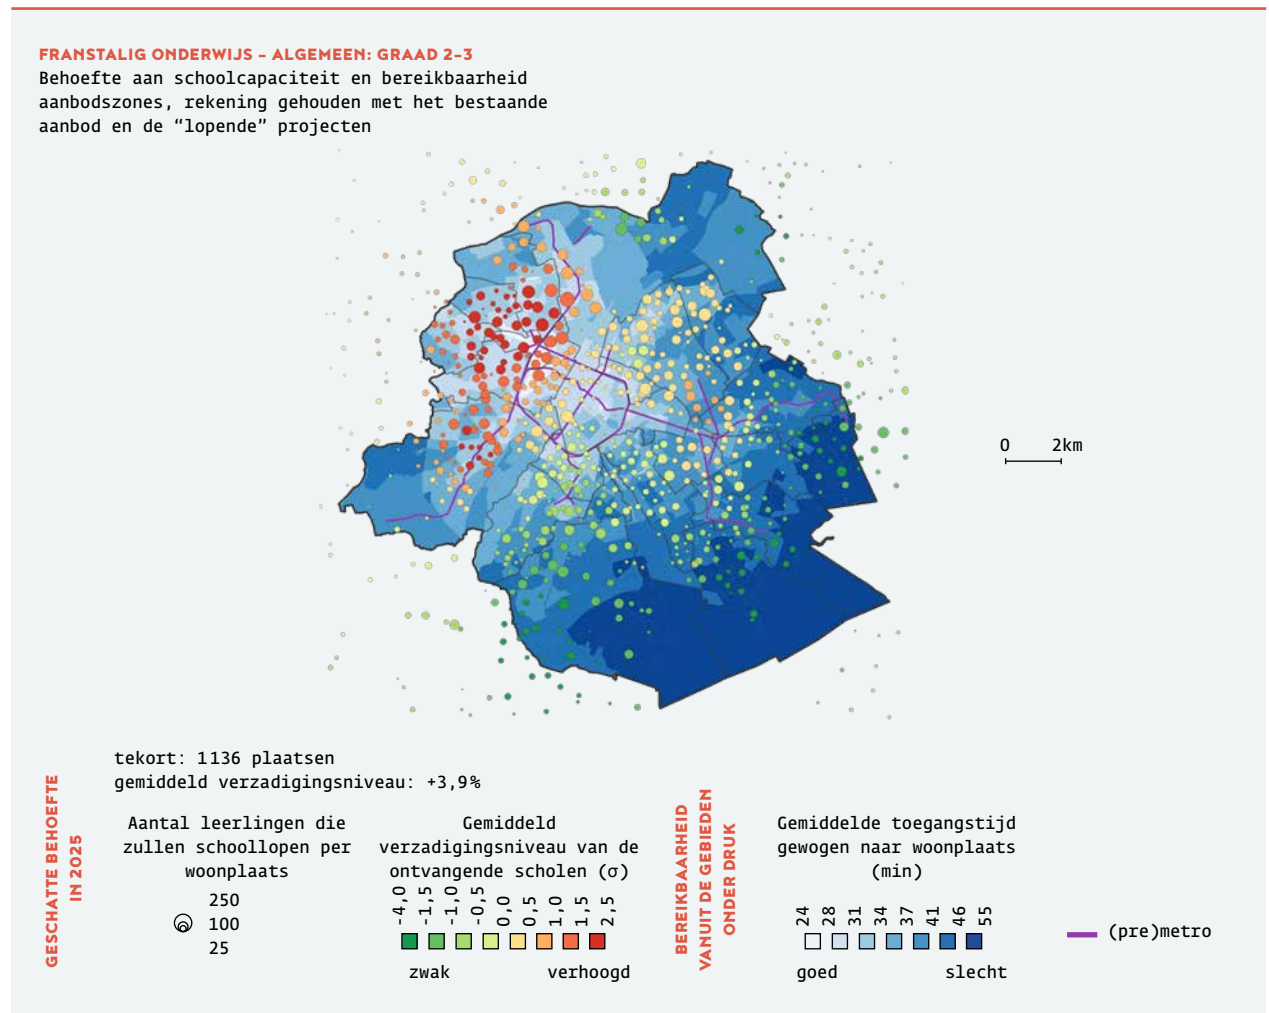 FRANSTALIG ONDERWIJS – ALGEMEEN: GRAAD 2-3
Behoefte aan schoolcapaciteit en bereikbaarheid
aanbodszones, rekening gehouden met het bestaande
aanbod en de “lopende” projecten
0 2km
tekort: 1136 plaatsen
gemiddeld verzadigingsniveau: +3,9%
GESCHATTE BEHOEFTE
IN 2025
Aantal leerlingen die
zullen schoollopen per
woonplaats
250
100
25
Gemiddeld
verzadigingsniveau van de
ontvangende scholen (σ)
-4,0 -1,5 -1,0 -0,5 0,0 0,5 1,0 1,5 2,5
zwak verhoogd
BEREIKBAARHEID
VANUIT DE GEBIEDEN
ONDER DRUK
Gemiddelde toegangstijd
gewogen naar woonplaats
(min)
24 28 31 34 37 41 46 55
goed slecht
(pre)metro